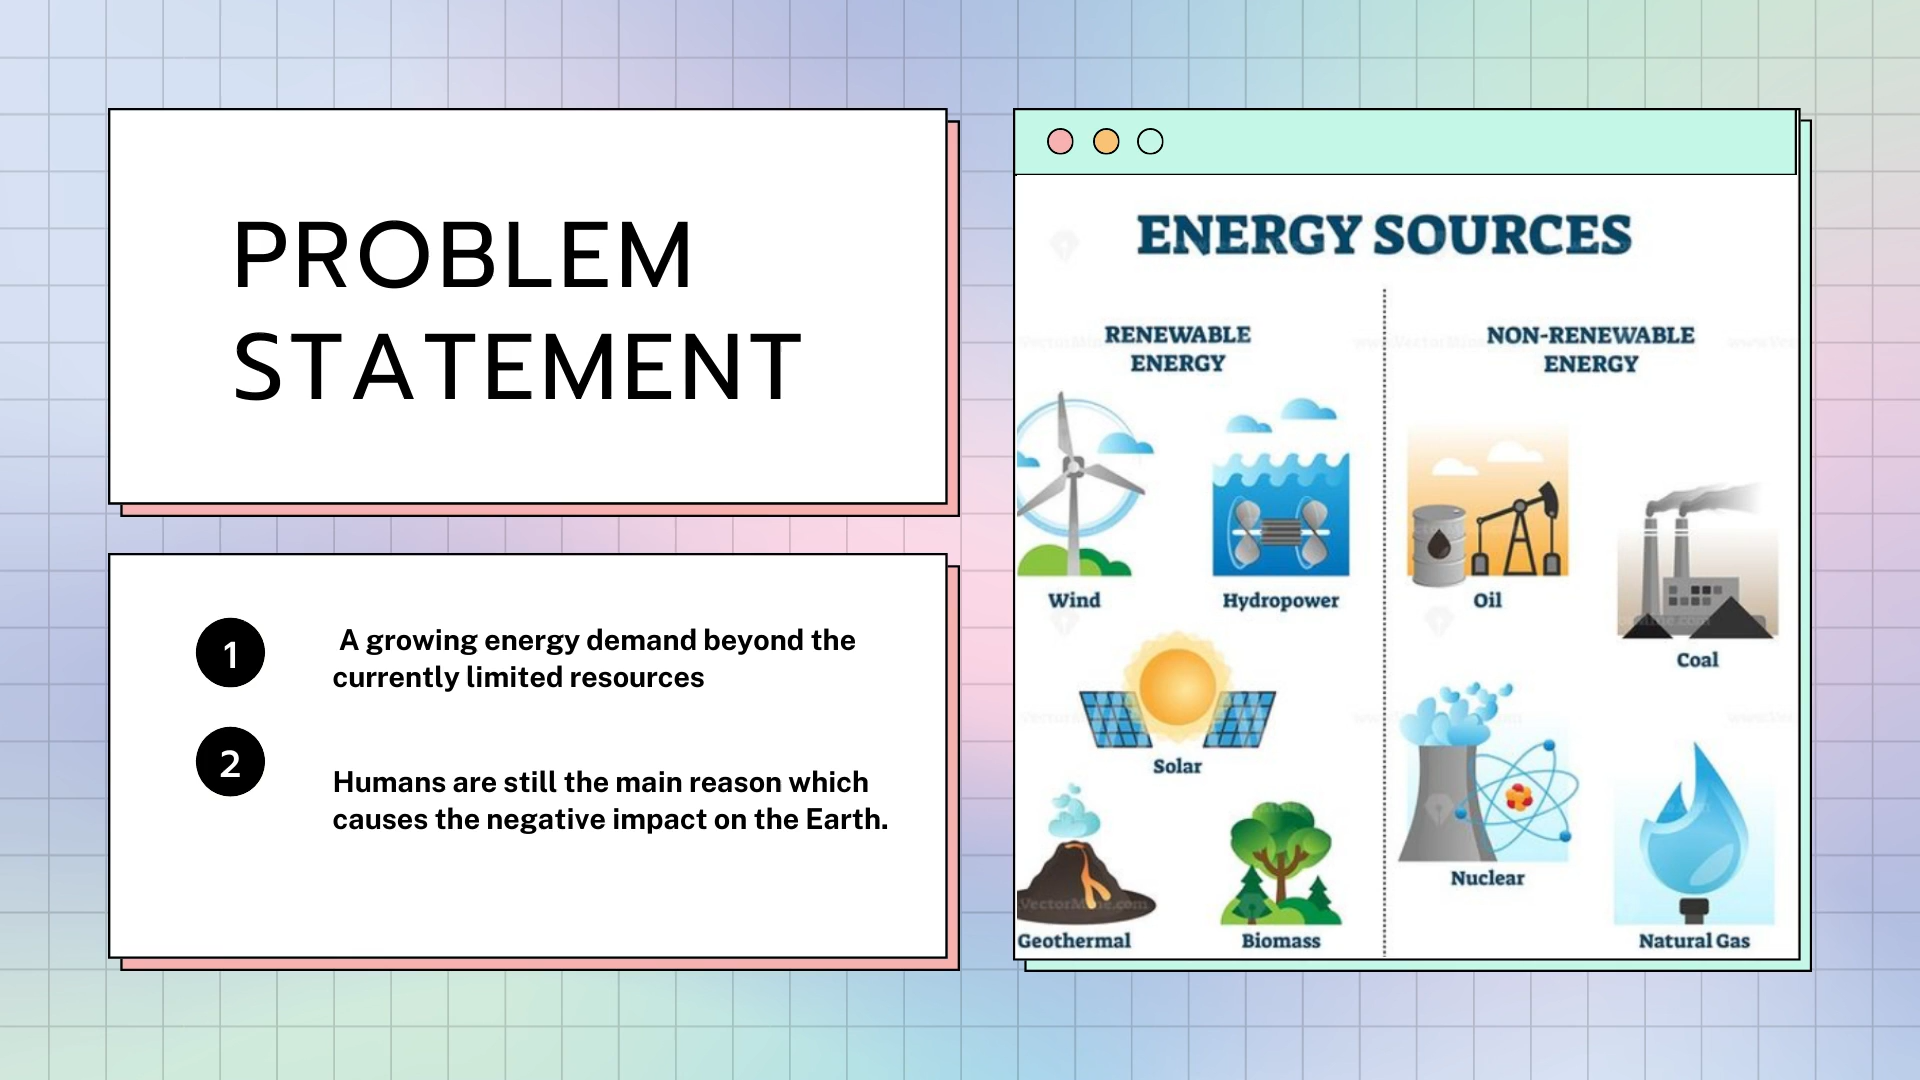 PROBLEM
STATEMENT
1
A growing energy demand beyond the
currently limited resources
2
Humans are still the main reason which
causes the negative impact on the Earth.
ENERGY SOURCES
RENEWABLE
ENERGY
NON-RENEWABLE
ENERGY
Wind
Hydropower
Oil
Coal
Solar
Nuclear
Geothermal
Biomass
Natural Gas
VectorMine.com